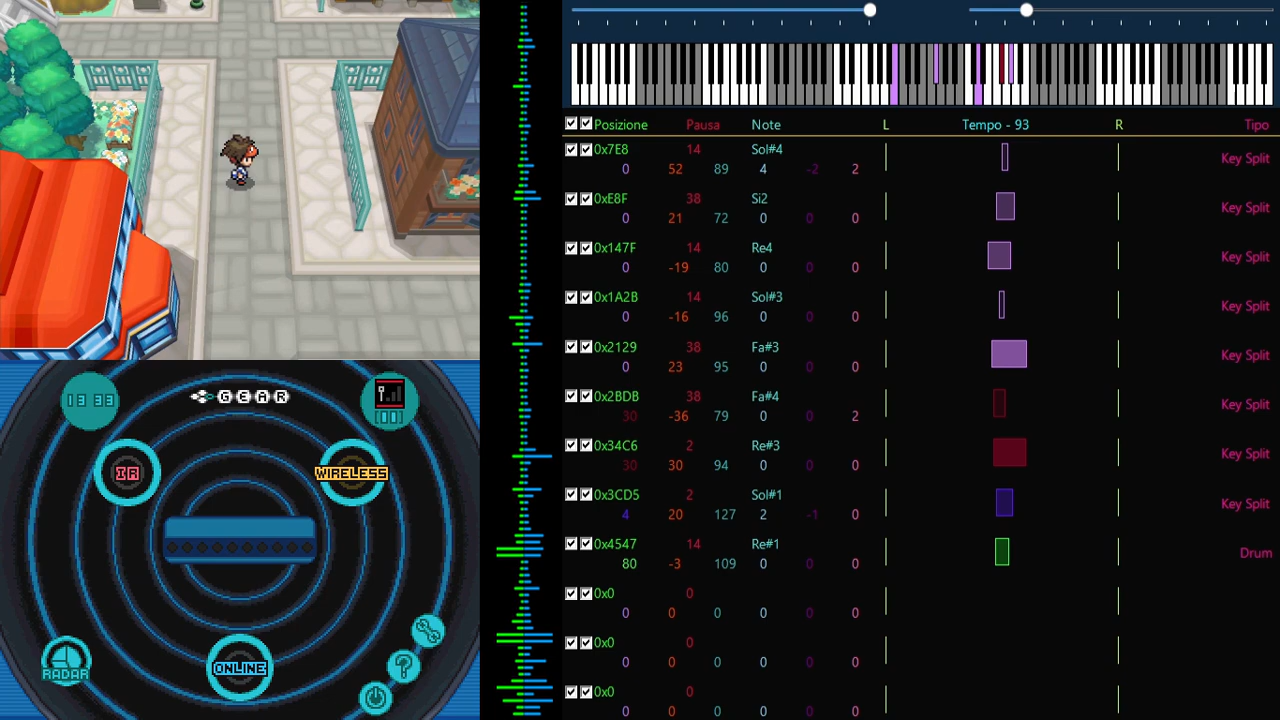 Posizione Pausa Note L Tempo - 93 R Tipo
0x7E8 14 Sol#4 Key Split
0 52 89 4 -2 2
0xE8F 38 Si2 Key Split
0 21 72 0 0 0
0x147F 14 Re4 Key Split
0 -19 80 0 0 0
0x1A2B 14 Sol#3 Key Split
0 -16 96 0 0 0
0x2129 38 Fa#3 Key Split
0 23 95 0 0 0
0x2BDB 38 Fa#4 Key Split
30 -36 79 0 0 2
0x34C6 2 Re#3 Key Split
30 30 94 0 0 0
0x3CD5 2 Sol#1 Key Split
4 20 127 2 -1 0
0x4547 14 Re#1 Drum
80 -3 109 0 0 0
0x0 0
0 0 0 0 0 0
0x0 0
0 0 0 0 0 0
0x0 0
0 0 0 0 0 0
13 33
GEAR
IR
WIRELESS
RADAR
ONLINE
?